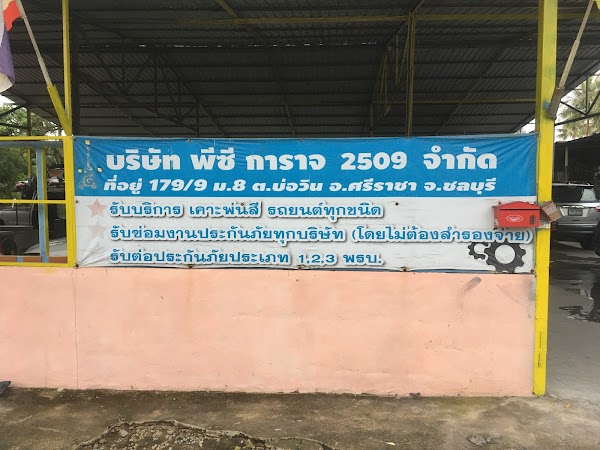 บริษัท พีซี การาจ 2509 จำกัด
ที่อยู่ 179/9 ม.8 ต.บ่อวิน อ.ศรีราชา จ.ชลบุรี
รับบริการ เคาะพ่นสี รถยนต์ทุกชนิด
รับซ่อมงานประกันภัยทุกบริษัท (โดยไม่ต้องสำรองจ่าย)
รับต่อประกันภัยประเภท 1,2,3 พรบ.